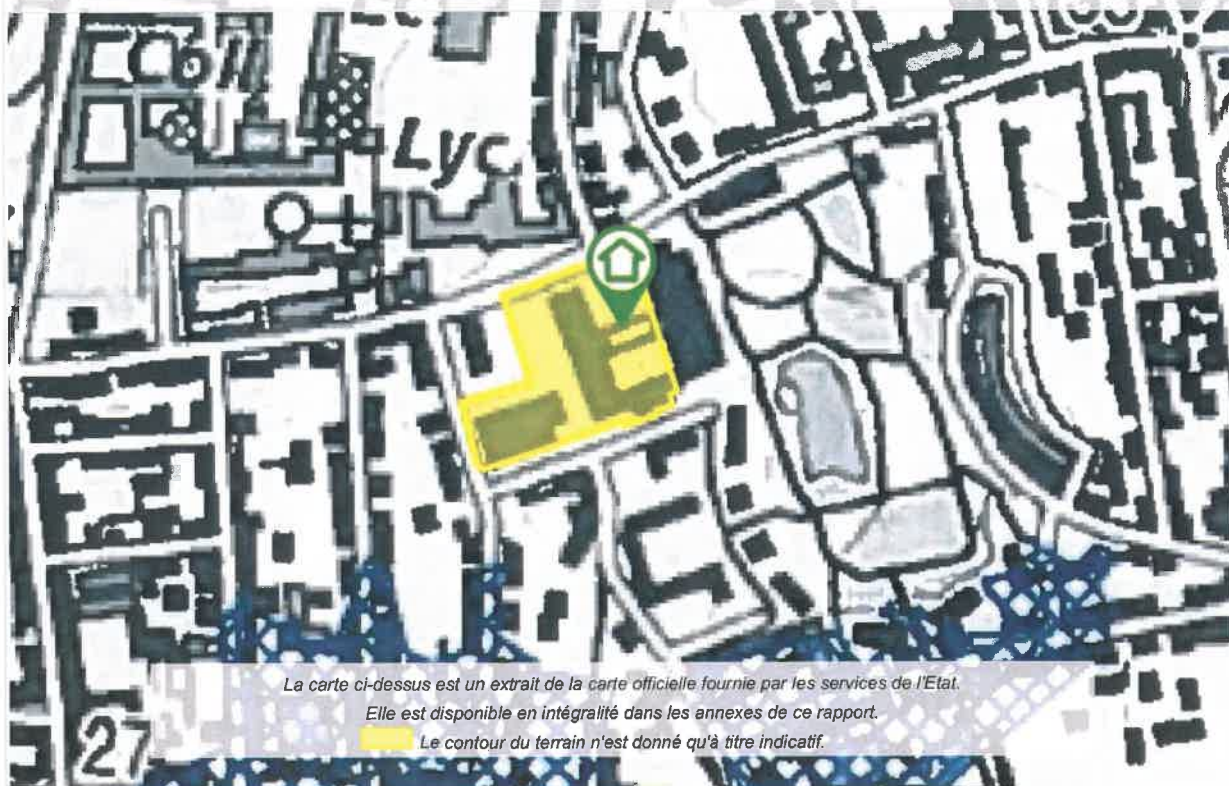 Coll
Lyc
La carte ci-dessus est un extrait de la carte officielle fournie par les services de l'Etat.
Elle est disponible en intégralité dans les annexes de ce rapport.
Le contour du terrain n'est donné qu'à titre indicatif.
27